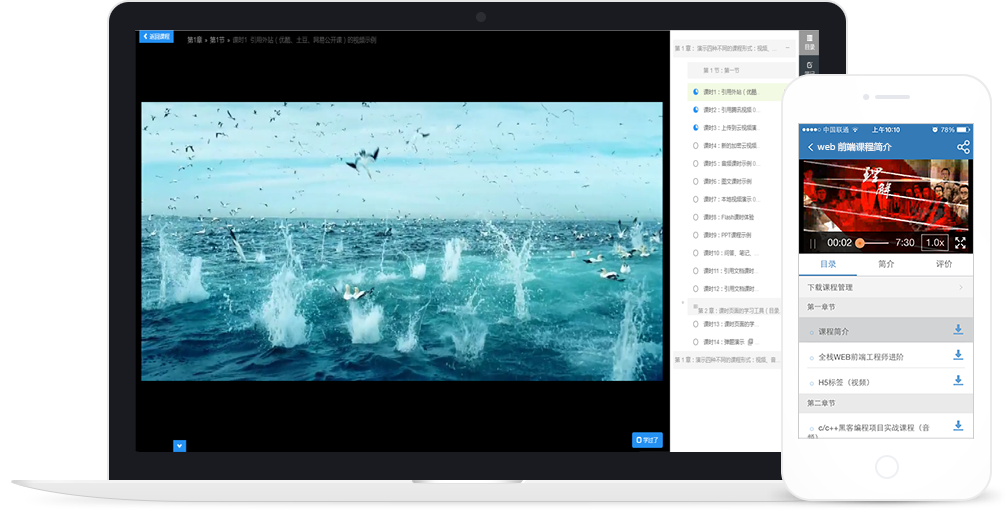 返回课程
第1章 » 第1节 » 课时1 引用外站（优酷、土豆、网易公开课）的视频示例
学过了
目录
第 1 章：演示四种不同的课程形式：视频、...
第 1 节：第一节
课时1：引用外站（优酷.
课时2：引用腾讯视频 0 .
课时3：上传到云视频演.
课时4：新的加密云视频.
课时5：音频课时示例 0 .
课时6：图文课时示例
课时7：本地视频演示 0 .
课时8：Flash课时体验
课时9：PPT课程示例
课时10：问答、笔记、...
课时11：引用文档课时 .
课时12：引用文档课时 .
第 2 章：课时页面的学习工具（目录.
课时13：课时页面的学 .
课时14：弹题演示
第 1 章：演示四种不同的课程形式：视频、音..
中国联通
上午10:10
78%
web 前端课程简介
理解
00:02
7:30
1.0x
目录
简介
评价
下载课程管理
第一章节
课程简介
全栈WEB前端工程师进阶
H5标签（视频）
第二章节
c/c++黑客编程项目实战课程（音
频）